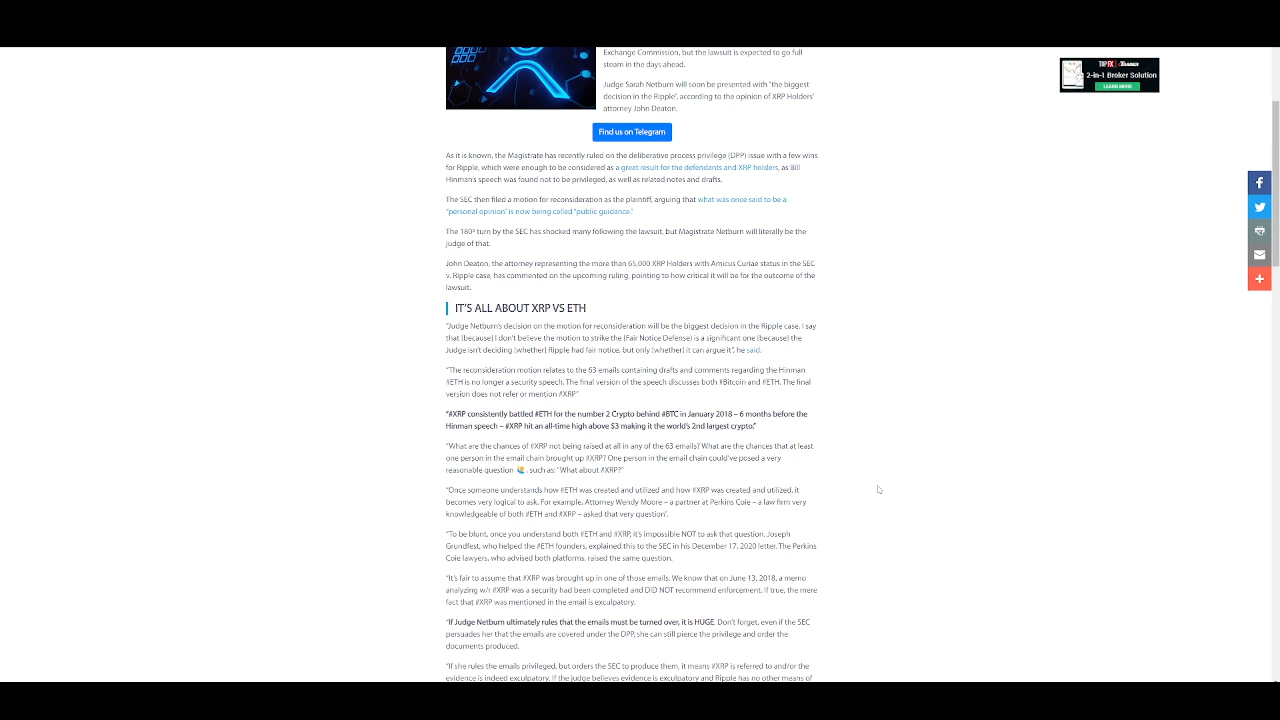 Exchange Commission, but the lawsuit is expected to go full
steam in the days ahead.
Judge Sarah Netburn will soon be presented with "the biggest
decision in the Ripple", according to the opinion of XRP Holders'
attorney John Deaton.
TOP FX
2-in-1 Broker Solution
LEARN MORE
Find us on Telegram
As it is known, the Magistrate has recently ruled on the deliberative process privilege (DPP) issue with a few wins
for Ripple, which were enough to be considered as a great result for the defendants and XRP holders, as Bill
Hinman's speech was found not to be privileged, as well as related notes and drafts.
The SEC then filed a motion for reconsideration as the plaintiff, arguing that what was once said to be a
"personal opinion" is now being called "public guidance."
The 180º turn by the SEC has shocked many following the lawsuit, but Magistrate Netburn will literally be the
judge of that.
John Deaton, the attorney representing the more than 65,000 XRP Holders with Amicus Curiae status in the SEC
v. Ripple case, has commented on the upcoming ruling, pointing to how critical it will be for the outcome of the
lawsuit.
IT'S ALL ABOUT XRP VS ETH
"Judge Netburn's decision on the motion for reconsideration will be the biggest decision in the Ripple case. I say
that [because] I don't believe the motion to strike the [Fair Notice Defense] is a significant one [because] the
Judge isn't deciding [whether] Ripple had fair notice, but only [whether] it can argue it", he said.
"The reconsideration motion relates to the 63 emails containing drafts and comments regarding the Hinman
#ETH is no longer a security speech. The final version of the speech discusses both #Bitcoin and #ETH. The final
version does not refer or mention #XRP"
"#XRP consistently battled #ETH for the number 2 Crypto behind #BTC in January 2018 – 6 months before the
Hinman speech – #XRP hit an all-time high above $3 making it the world's 2nd largest crypto."
"What are the chances of #XRP not being raised at all in any of the 63 emails? What are the chances that at least
one person in the email chain brought up #XRP? One person in the email chain could've posed a very
reasonable question , such as: "What about #XRP?"
"Once someone understands how #ETH was created and utilized and how #XRP was created and utilized, it
becomes very logical to ask. For example, Attorney Wendy Moore – a partner at Perkins Coie – a law firm very
knowledgeable of both #ETH and #XRP – asked that very question".
"To be blunt, once you understand both #ETH and #XRP, it's impossible NOT to ask that question. Joseph
Grundfest, who helped the #ETH founders, explained this to the SEC in his December 17, 2020 letter. The Perkins
Coie lawyers, who advised both platforms, raised the same question.
"It's fair to assume that #XRP was brought up in one of those emails. We know that on June 13, 2018, a memo
analyzing w/r #XRP was a security had been completed and DID NOT recommend enforcement. If true, the mere
fact that #XRP was mentioned in the email is exculpatory.
"If Judge Netburn ultimately rules that the emails must be turned over, it is HUGE. Don't forget, even if the SEC
persuades her that the emails are covered under the DPP, she can still pierce the privilege and order the
documents produced.
"If she rules the emails privileged, but orders the SEC to produce them, it means #XRP is referred to and/or the
evidence is indeed exculpatory. If the judge believes evidence is exculpatory and Ripple has no other means of